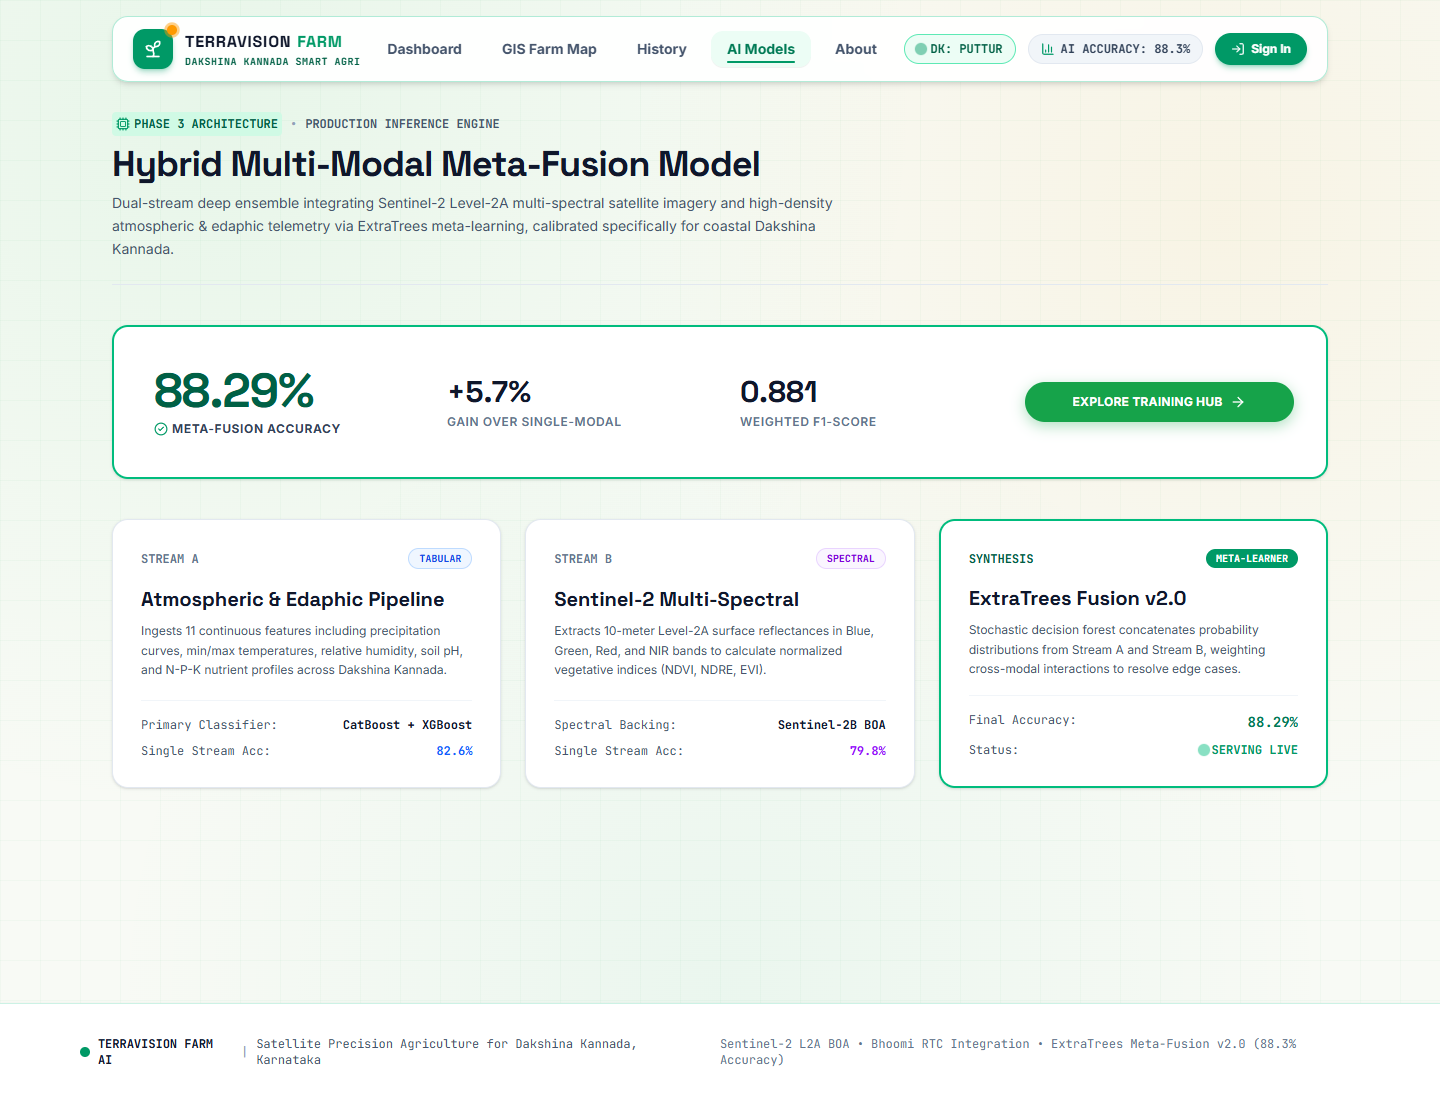 TERRAVISION FARM
DAKSHINA KANNADA SMART AGRI
Dashboard
GIS Farm Map
History
AI Models
About
DK: PUTTUR
AI ACCURACY: 88.3%
Sign In
PHASE 3 ARCHITECTURE • PRODUCTION INFERENCE ENGINE
Hybrid Multi-Modal Meta-Fusion Model
Dual-stream deep ensemble integrating Sentinel-2 Level-2A multi-spectral satellite imagery and high-density
atmospheric & edaphic telemetry via ExtraTrees meta-learning, calibrated specifically for coastal Dakshina
Kannada.
88.29%
META-FUSION ACCURACY
+5.7%
GAIN OVER SINGLE-MODAL
0.881
WEIGHTED F1-SCORE
EXPLORE TRAINING HUB →
STREAM A
TABULAR
Atmospheric & Edaphic Pipeline
Ingests 11 continuous features including precipitation
curves, min/max temperatures, relative humidity, soil pH,
and N-P-K nutrient profiles across Dakshina Kannada.
Primary Classifier: CatBoost + XGBoost
Single Stream Acc: 82.6%
STREAM B
SPECTRAL
Sentinel-2 Multi-Spectral
Extracts 10-meter Level-2A surface reflectances in Blue,
Green, Red, and NIR bands to calculate normalized
vegetative indices (NDVI, NDRE, EVI).
Spectral Backing: Sentinel-2B BOA
Single Stream Acc: 79.8%
SYNTHESIS
META-LEARNER
ExtraTrees Fusion v2.0
Stochastic decision forest concatenates probability
distributions from Stream A and Stream B, weighting
cross-modal interactions to resolve edge cases.
Final Accuracy: 88.29%
Status: SERVING LIVE
TERRAVISION FARM
AI
|
Satellite Precision Agriculture for Dakshina Kannada,
Karnataka
Sentinel-2 L2A BOA • Bhoomi RTC Integration • ExtraTrees Meta-Fusion v2.0 (88.3%
Accuracy)